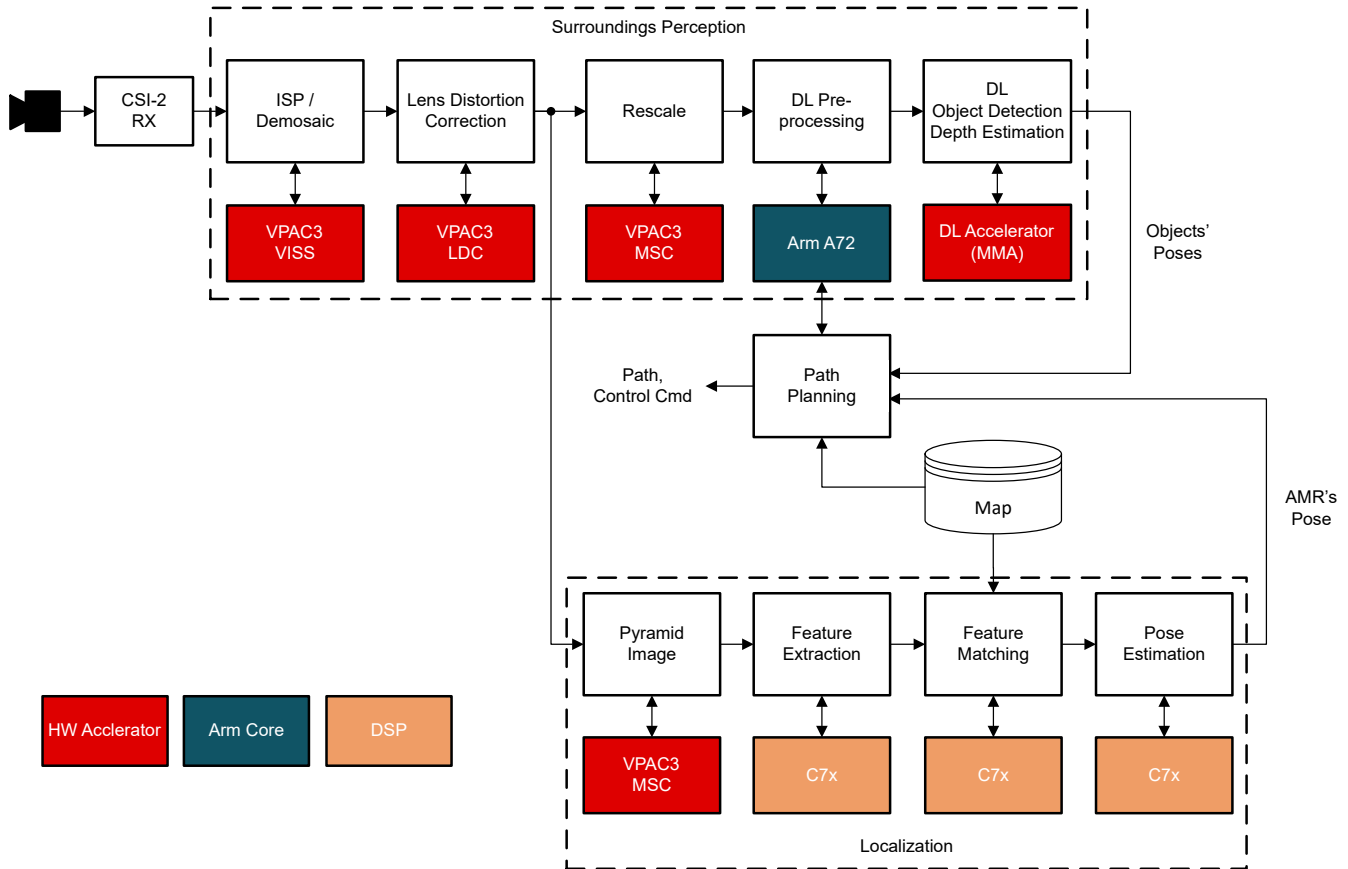 Surroundings Perception
CSI-2
RX
ISP /
Demosaic
Lens Distortion
Correction
Rescale
DL Pre-
processing
DL
Object Detection
Depth Estimation
VPAC3
VISS
VPAC3
LDC
VPAC3
MSC
Arm A72
DL Accelerator
(MMA)
Objects'
Poses
Path,
Control Cmd
Path
Planning
Map
AMR's
Pose
Pyramid
Image
Feature
Extraction
Feature
Matching
Pose
Estimation
HW Acclerator
Arm Core
DSP
VPAC3
MSC
C7x
C7x
C7x
Localization